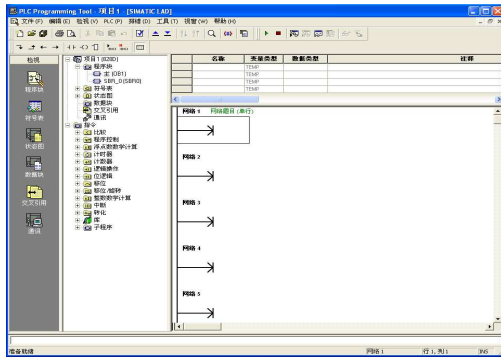 PLC Programming Tool - 项目1 - [SIMATIC LAD]
文件(F) 编辑(E) 检视(V) PLC(P) 排错(D) 工具(T) 视窗(W) 帮助(H)
检视
程序块
符号表
状态图
数据块
交叉引用
通讯
项目1 (828D)
程序块
主 (OB1)
SBR_0 (SBR0)
符号表
状态图
数据块
交叉引用
通讯
指令
比较
程序控制
浮点数数学计算
计时器
计数器
逻辑操作
位逻辑
移位
移位/旋转
整数数学计算
中断
转化
库
子程序
名称 变量类型 数据类型 注释
TEMP
TEMP
TEMP
TEMP
网络 1 网络题目(单行)
网络 2
网络 3
网络 4
网络 5
准备就绪
网络 1 行 1, 列 1 INS